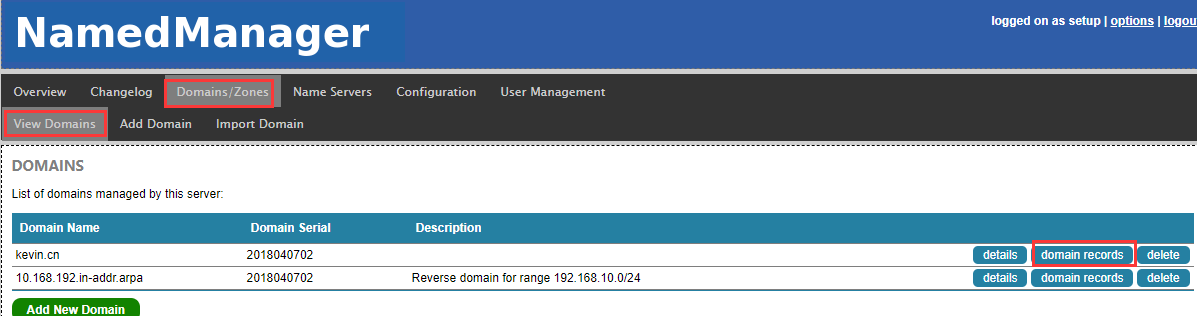 NamedManager
logged on as setup | options | logou
Overview Changelog Domains/Zones Name Servers Configuration User Management
View Domains Add Domain Import Domain
DOMAINS
List of domains managed by this server:
Domain Name Domain Serial Description
kevin.cn 2018040702 details domain records delete
10.168.192.in-addr.arpa 2018040702 Reverse domain for range 192.168.10.0/24 details domain records delete
Add New Domain